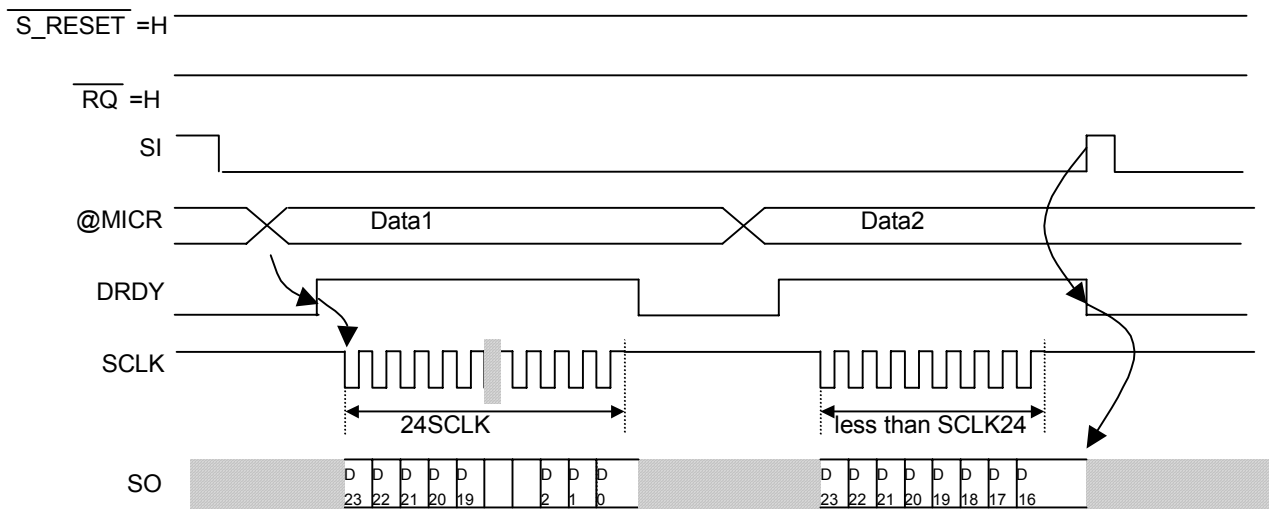 S_RESET =H
RQ =H
SI
@MICR Data1 Data2
DRDY
SCLK
24SCLK less than SCLK24
SO D D D D D D D D D D D D D D D D
23 22 21 20 19 2 1 0 23 22 21 20 19 18 17 16